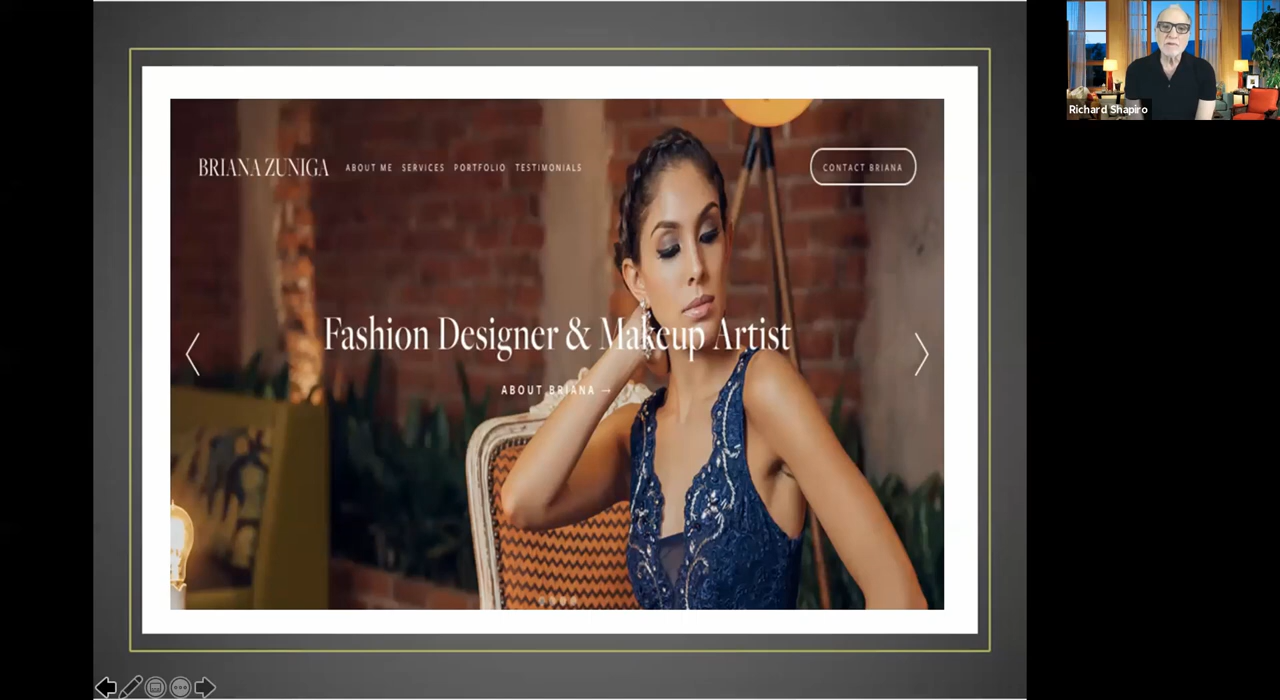 Richard Shapiro
BRIANA ZUNIGA
ABOUT ME SERVICES PORTFOLIO TESTIMONIALS
CONTACT BRIANA
Fashion Designer & Makeup Artist
ABOUT BRIANA →